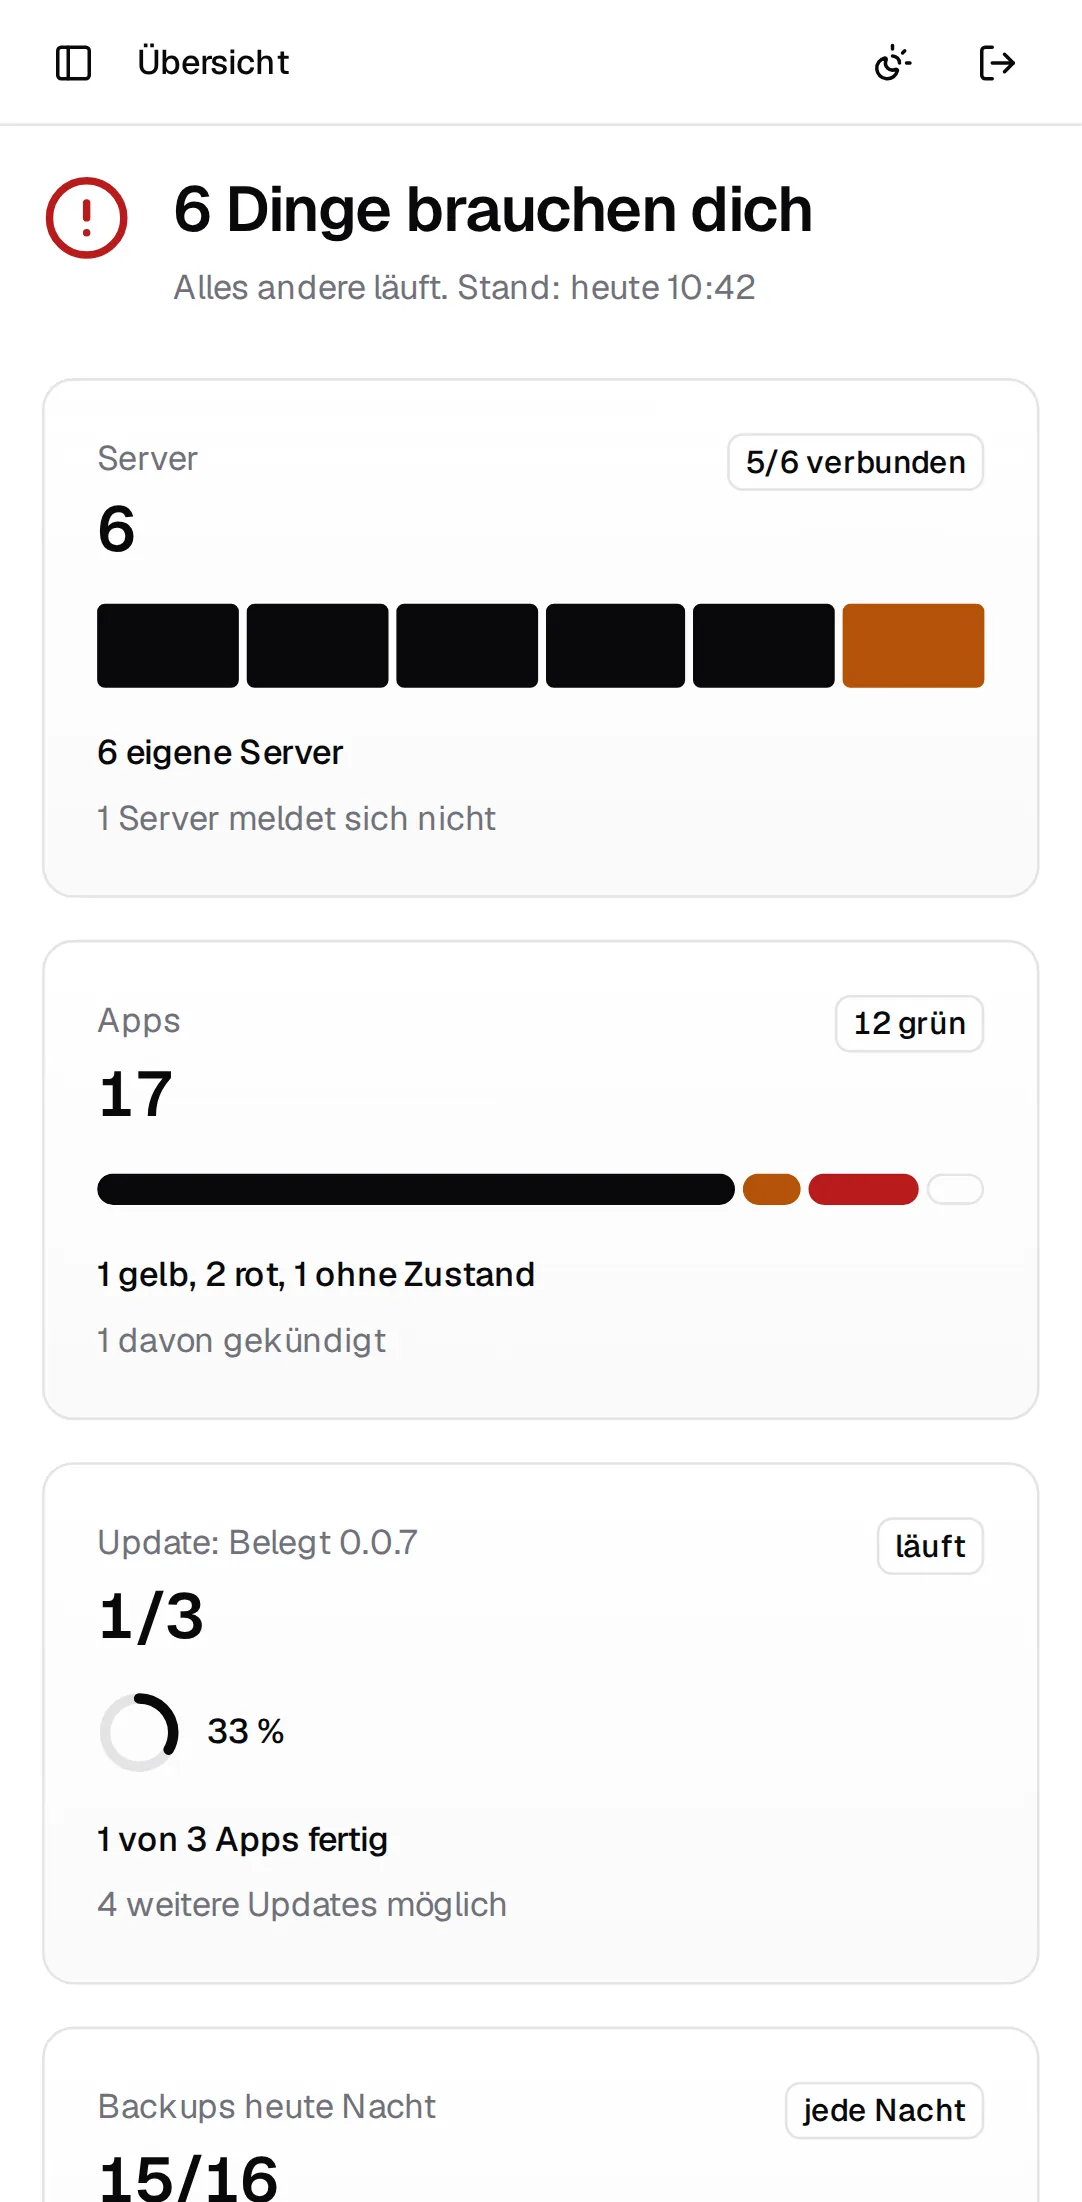 Übersicht
6 Dinge brauchen dich
Alles andere läuft. Stand: heute 10:42
Server
5/6 verbunden
6
6 eigene Server
1 Server meldet sich nicht
Apps
12 grün
17
1 gelb, 2 rot, 1 ohne Zustand
1 davon gekündigt
Update: Belegt 0.0.7
läuft
1/3
33 %
1 von 3 Apps fertig
4 weitere Updates möglich
Backups heute Nacht
jede Nacht
15/16